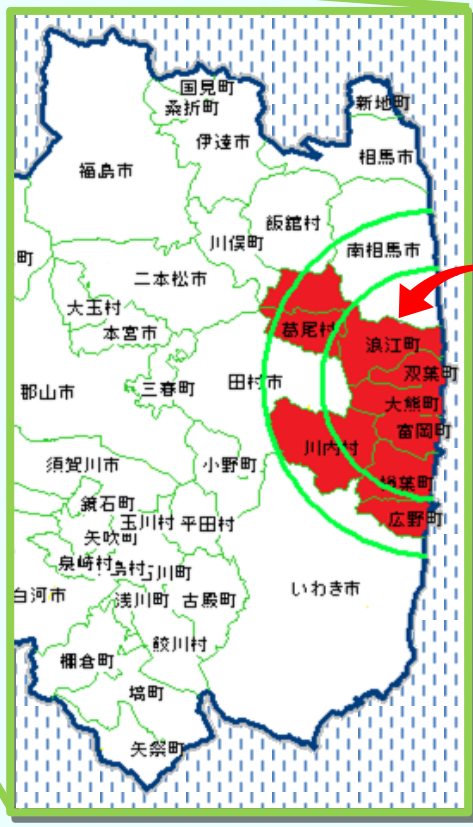 国見町
桑折町
新地町
伊達市
相馬市
福島市
飯舘村
川俣町
南相馬市
町
二本松市
大玉村
葛尾村
本宮市
浪江町
双葉町
田村市
三春町
郡山市
大熊町
富岡町
川内村
小野町
須賀川市
楢葉町
鏡石町
広野町
玉川村
平田村
矢吹町
泉崎村
島村
石川町
いわき市
白河市
浅川町
古殿町
鮫川村
棚倉町
塙町
矢祭町